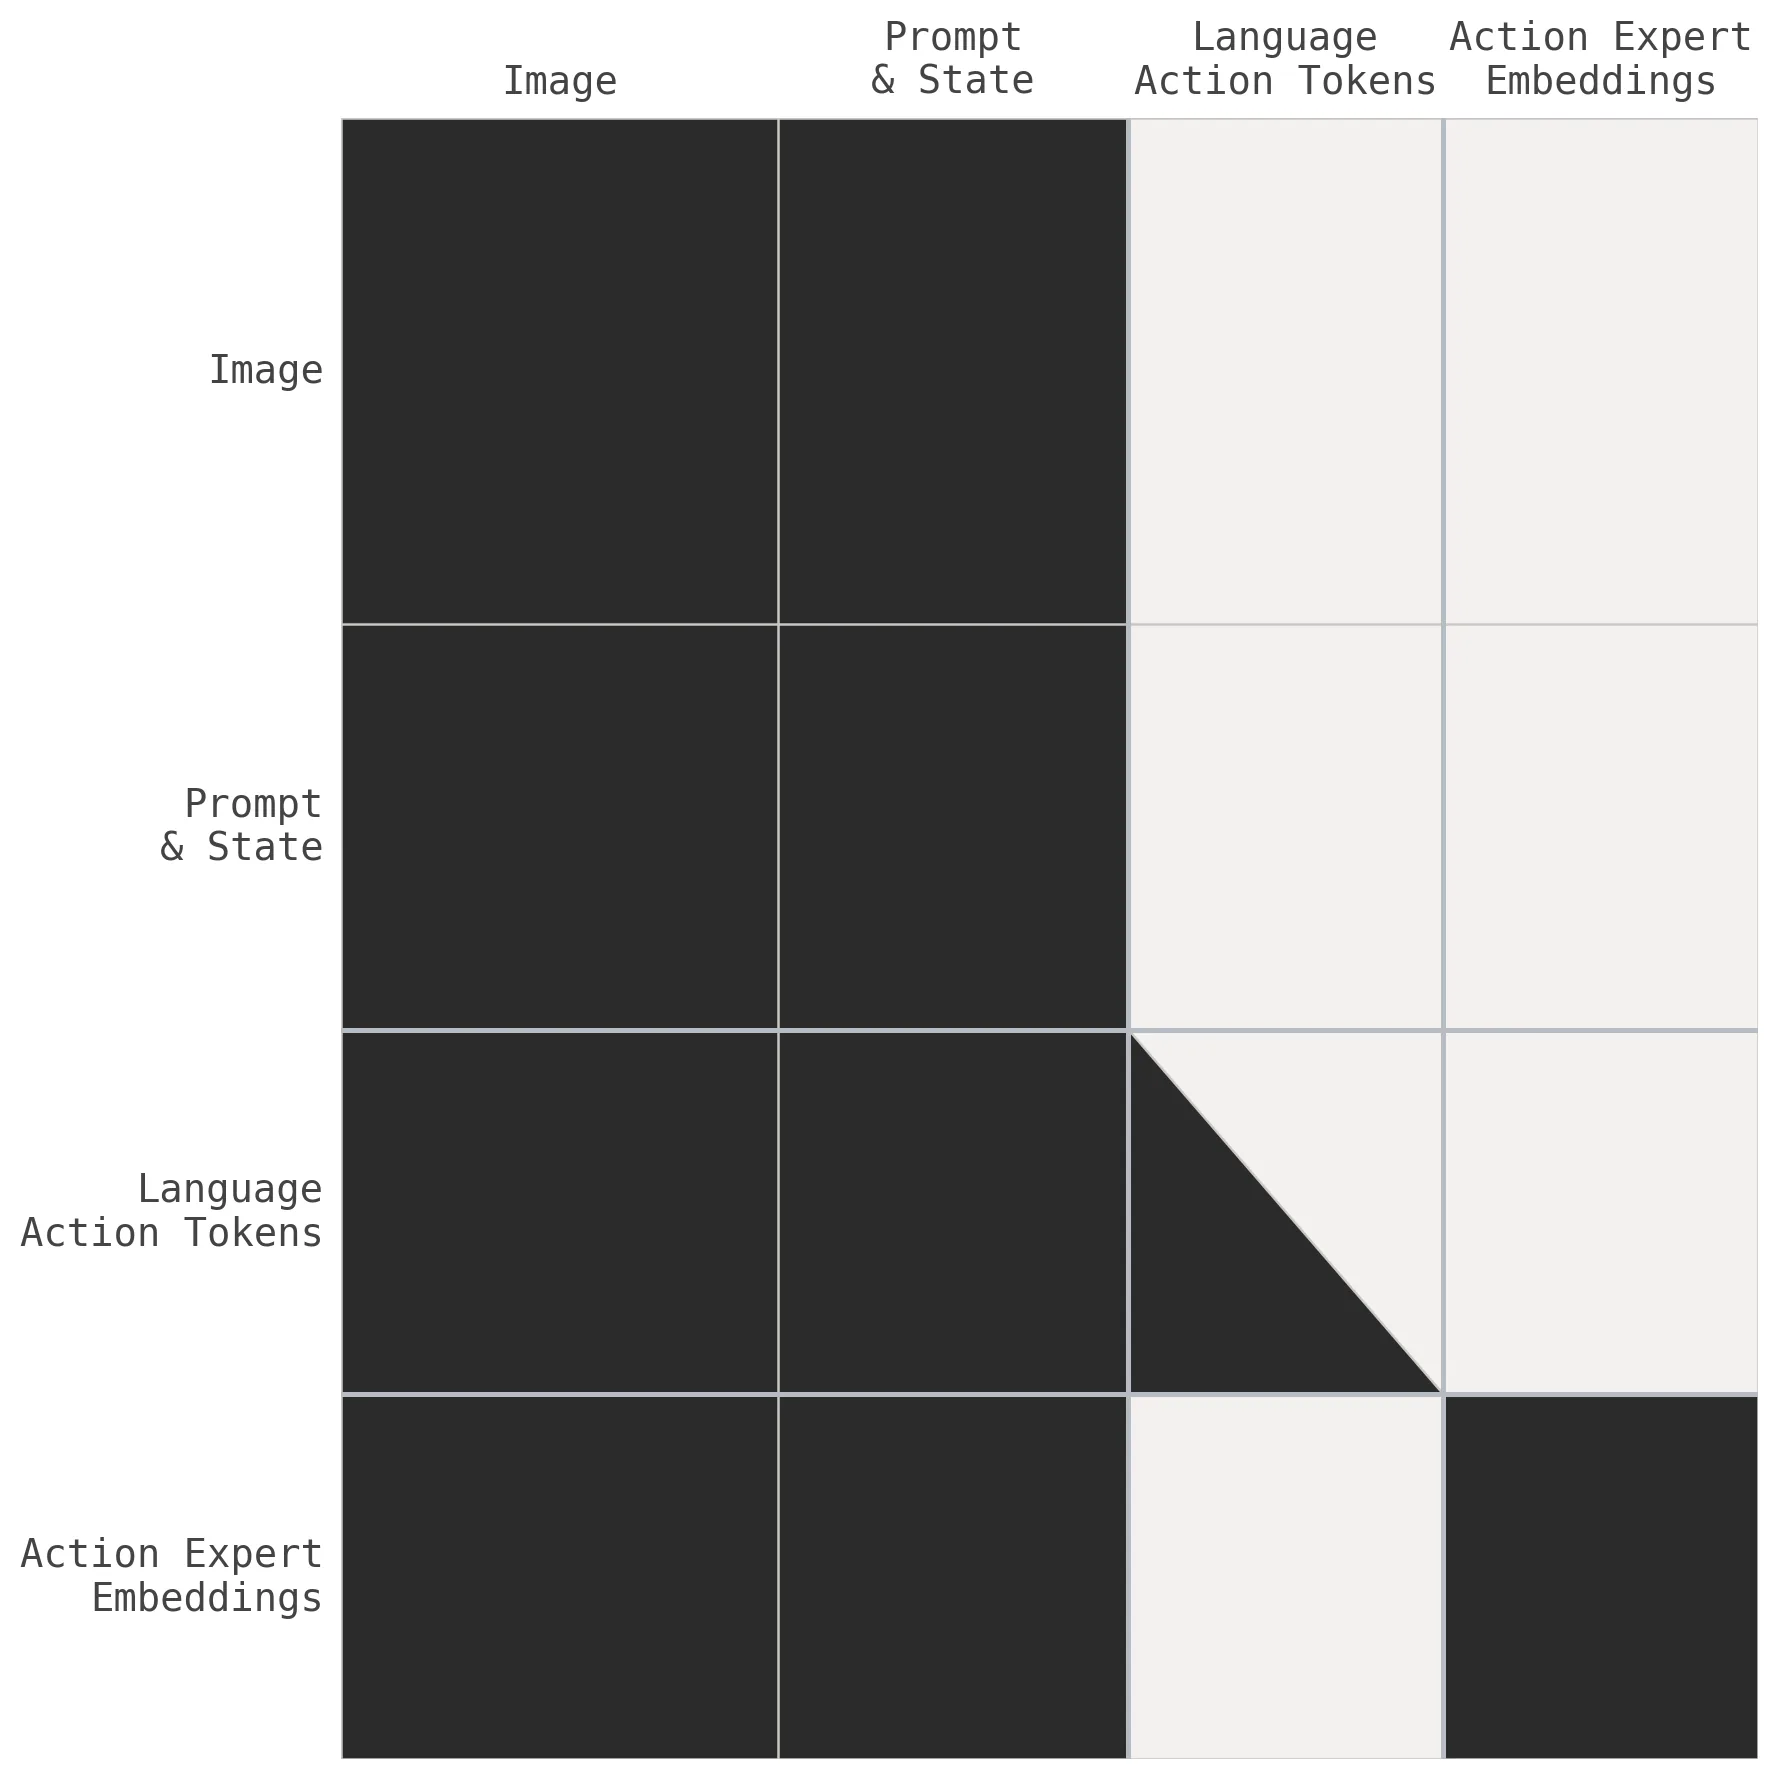 Image
Prompt
& State
Language
Action Tokens
Action Expert
Embeddings
Image
Prompt
& State
Language
Action Tokens
Action Expert
Embeddings